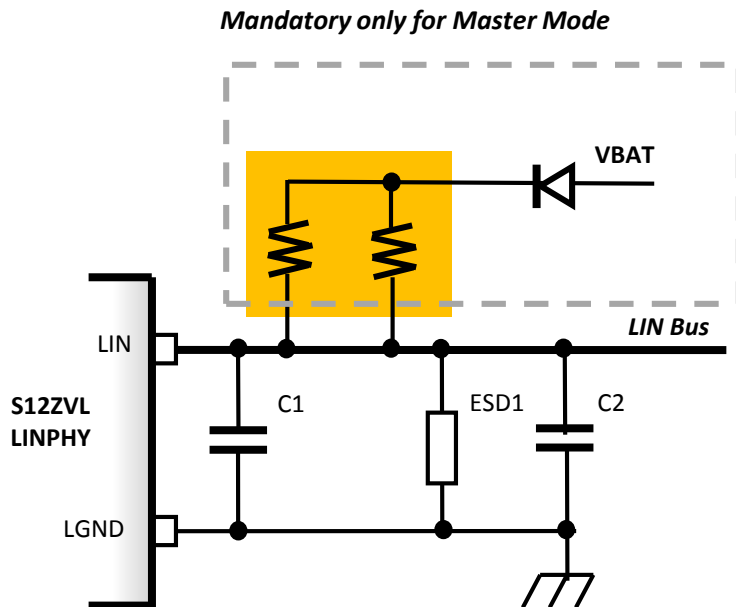 Mandatory only for Master Mode
VBAT
LIN Bus
LIN
C1
ESD1
C2
S12ZVL
LINPHY
LGND